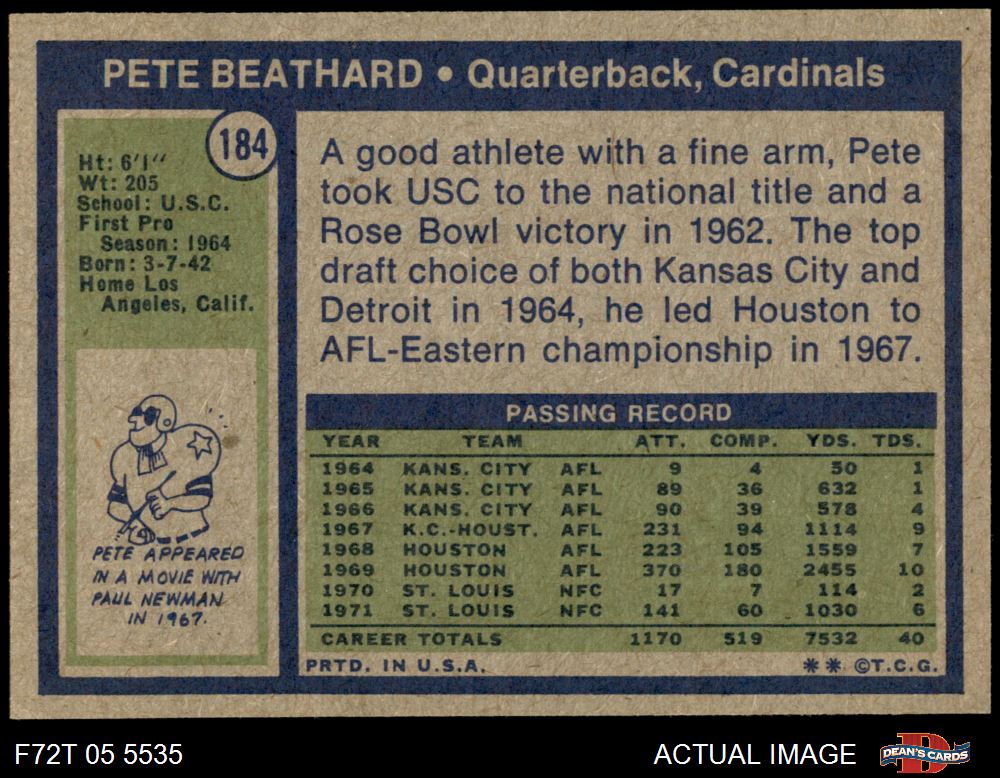 PETE BEATHARD • Quarterback, Cardinals
184
Ht: 6'1"
Wt: 205
School: U.S.C.
First Pro
Season: 1964
Born: 3-7-42
Home Los
Angeles, Calif.
PETE APPEARED
IN A MOVIE WITH
PAUL NEWMAN
IN 1967.
A good athlete with a fine arm, Pete
took USC to the national title and a
Rose Bowl victory in 1962. The top
draft choice of both Kansas City and
Detroit in 1964, he led Houston to
AFL-Eastern championship in 1967.
PASSING RECORD
YEAR TEAM ATT. COMP. YDS. TDS.
1964 KANS. CITY AFL 9 4 50 1
1965 KANS. CITY AFL 89 36 632 1
1966 KANS. CITY AFL 90 39 578 4
1967 K.C.-HOUST. AFL 231 94 1114 9
1968 HOUSTON AFL 223 105 1559 7
1969 HOUSTON AFL 370 180 2455 10
1970 ST. LOUIS NFC 17 7 114 2
1971 ST. LOUIS NFC 141 60 1030 6
CAREER TOTALS 1170 519 7532 40
PRTD. IN U.S.A. ** ©T.C.G.
F72T 05 5535 ACTUAL IMAGE DEAN'S CARDS